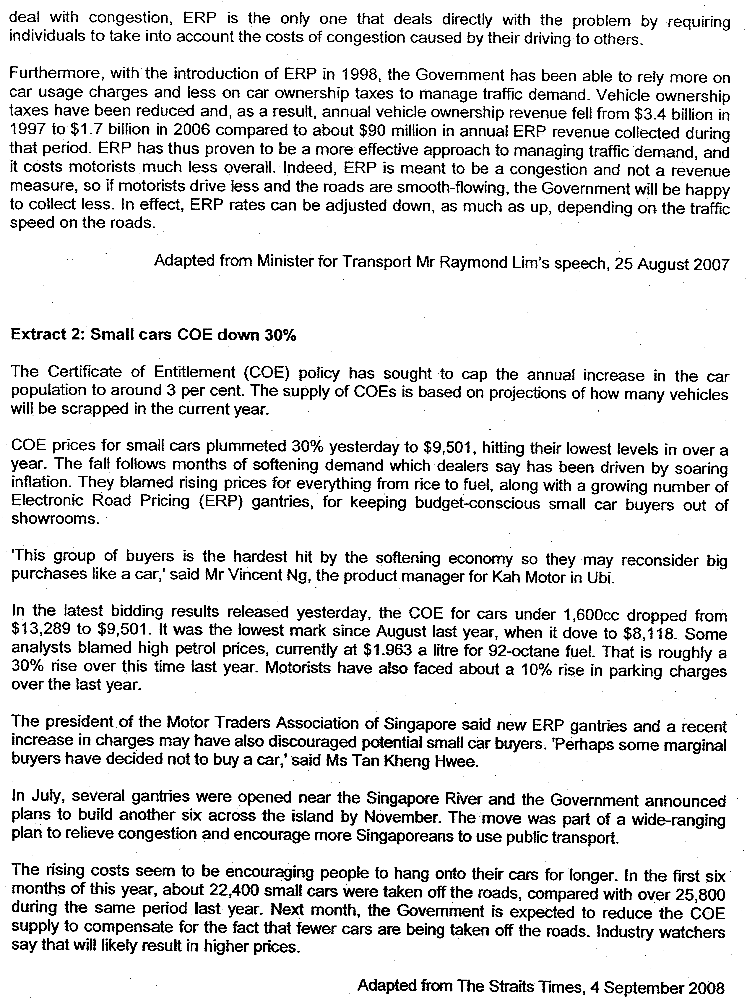 deal with congestion, ERP is the only one that deals directly with the problem by requiring
individuals to take into account the costs of congestion caused by their driving to others.
Furthermore, with the introduction of ERP in 1998, the Government has been able to rely more on
car usage charges and less on car ownership taxes to manage traffic demand. Vehicle ownership
taxes have been reduced and, as a result, annual vehicle ownership revenue fell from $3.4 billion in
1997 to $1.7 billion in 2006 compared to about $90 million in annual ERP revenue collected during
that period. ERP has thus proven to be a more effective approach to managing traffic demand, and
it costs motorists much less overall. Indeed, ERP is meant to be a congestion and not a revenue
measure, so if motorists drive less and the roads are smooth-flowing, the Government will be happy
to collect less. In effect, ERP rates can be adjusted down, as much as up, depending on the traffic
speed on the roads.
Adapted from Minister for Transport Mr Raymond Lim's speech, 25 August 2007
Extract 2: Small cars COE down 30%
The Certificate of Entitlement (COE) policy has sought to cap the annual increase in the car
population to around 3 per cent. The supply of COEs is based on projections of how many vehicles
will be scrapped in the current year.
COE prices for small cars plummeted 30% yesterday to $9,501, hitting their lowest levels in over a
year. The fall follows months of softening demand which dealers say has been driven by soaring
inflation. They blamed rising prices for everything from rice to fuel, along with a growing number of
Electronic Road Pricing (ERP) gantries, for keeping budget-conscious small car buyers out of
showrooms.
'This group of buyers is the hardest hit by the softening economy so they may reconsider big
purchases like a car,' said Mr Vincent Ng, the product manager for Kah Motor in Ubi.
In the latest bidding results released yesterday, the COE for cars under 1,600cc dropped from
$13,289 to $9,501. It was the lowest mark since August last year, when it dove to $8,118. Some
analysts blamed high petrol prices, currently at $1.963 a litre for 92-octane fuel. That is roughly a
30% rise over this time last year. Motorists have also faced about a 10% rise in parking charges
over the last year.
The president of the Motor Traders Association of Singapore said new ERP gantries and a recent
increase in charges may have also discouraged potential small car buyers. 'Perhaps some marginal
buyers have decided not to buy a car,' said Ms Tan Kheng Hwee.
In July, several gantries were opened near the Singapore River and the Government announced
plans to build another six across the island by November. The move was part of a wide-ranging
plan to relieve congestion and encourage more Singaporeans to use public transport.
The rising costs seem to be encouraging people to hang onto their cars for longer. In the first six
months of this year, about 22,400 small cars were taken off the roads, compared with over 25,800
during the same period last year. Next month, the Government is expected to reduce the COE
supply to compensate for the fact that fewer cars are being taken off the roads. Industry watchers
say that will likely result in higher prices.
Adapted from The Straits Times, 4 September 2008